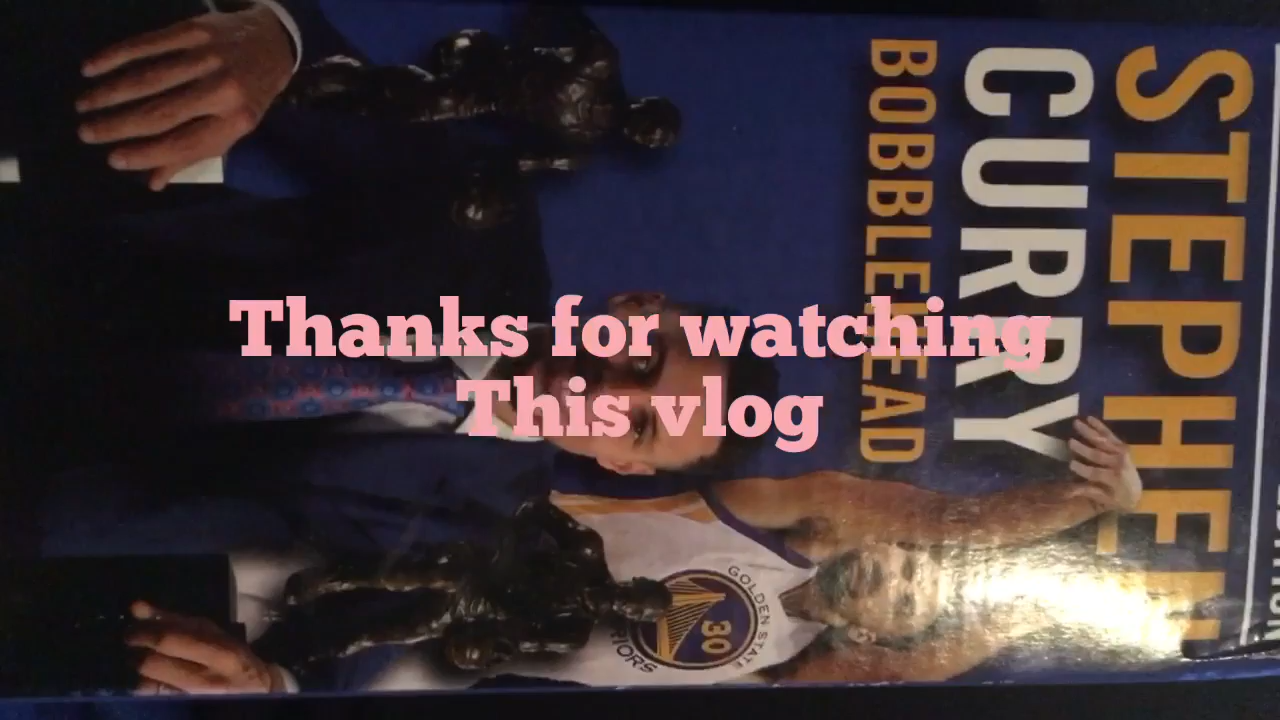 Thanks for watching
This vlog
STEPHEN
CURRY
BOBBLEHEAD
GOLDEN STATE
30